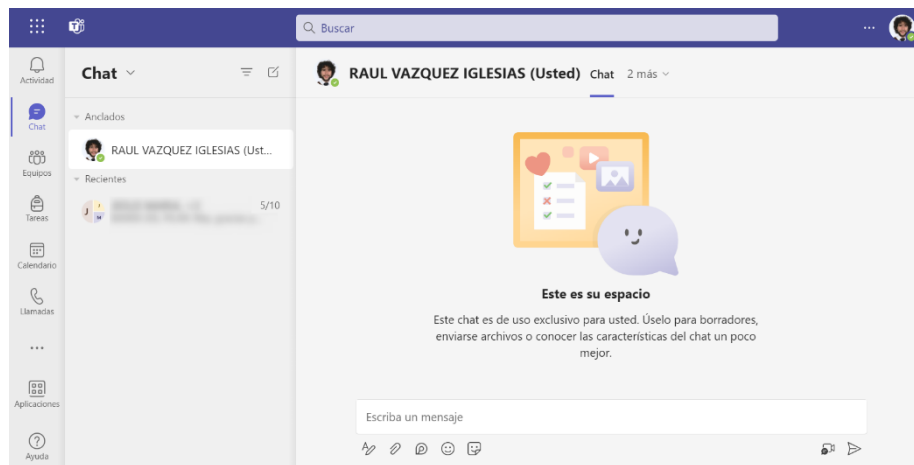 Buscar
Actividad
Chat
Equipos
Tareas
Calendario
Llamadas
Aplicaciones
Ayuda
Chat
Anclados
RAUL VAZQUEZ IGLESIAS (Ust...
Recientes
5/10
RAUL VAZQUEZ IGLESIAS (Usted) Chat 2 más
Este es su espacio
Este chat es de uso exclusivo para usted. Úselo para borradores,
enviarse archivos o conocer las características del chat un poco
mejor.
Escriba un mensaje